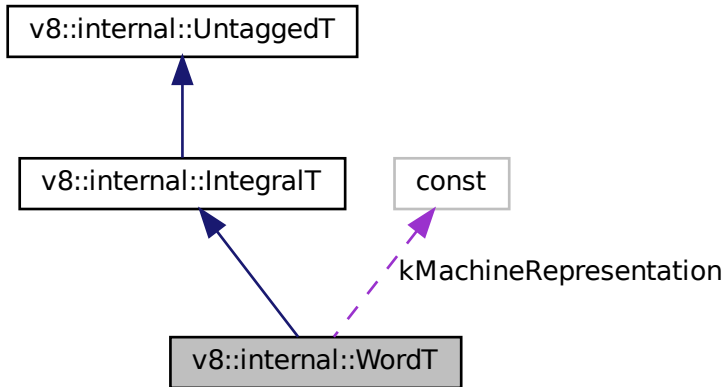 v8::internal::UntaggedT
v8::internal::IntegralT
const
kMachineRepresentation
v8::internal::WordT